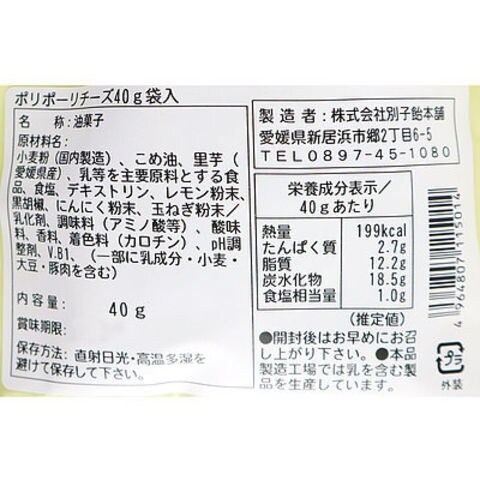 ポリポーリチーズ40g袋入
名　称:油菓子
原材料名:
小麦粉(国内製造)、こめ油、里芋(
愛媛県産)、乳等を主要原料とする食
品、食塩、デキストリン、レモン粉末、
黒胡椒、にんにく粉末、玉ねぎ粉末／
乳化剤、調味料(アミノ酸等)、酸味
料、香料、着色料(カロチン)、pH調
整剤、V.B1、(一部に乳成分・小麦・
大豆・豚肉を含む)
内容量:　40g
賞味期限:
保存方法:直射日光・高温多湿を
避けて保存して下さい。
製造者:株式会社別子飴本舗
愛媛県新居浜市郷2丁目6-5
TEL0897-45-1080
栄養成分表示／
40gあたり
熱量　199kcal
たんぱく質　2.7g
脂質　12.2g
炭水化物　18.5g
食塩相当量　1.0g
(推定値)
●開封後はお早めにお召
し上がり下さい。●本品
製造工場では乳を含む製
品を生産しています。
4964807115014
プラ
外装